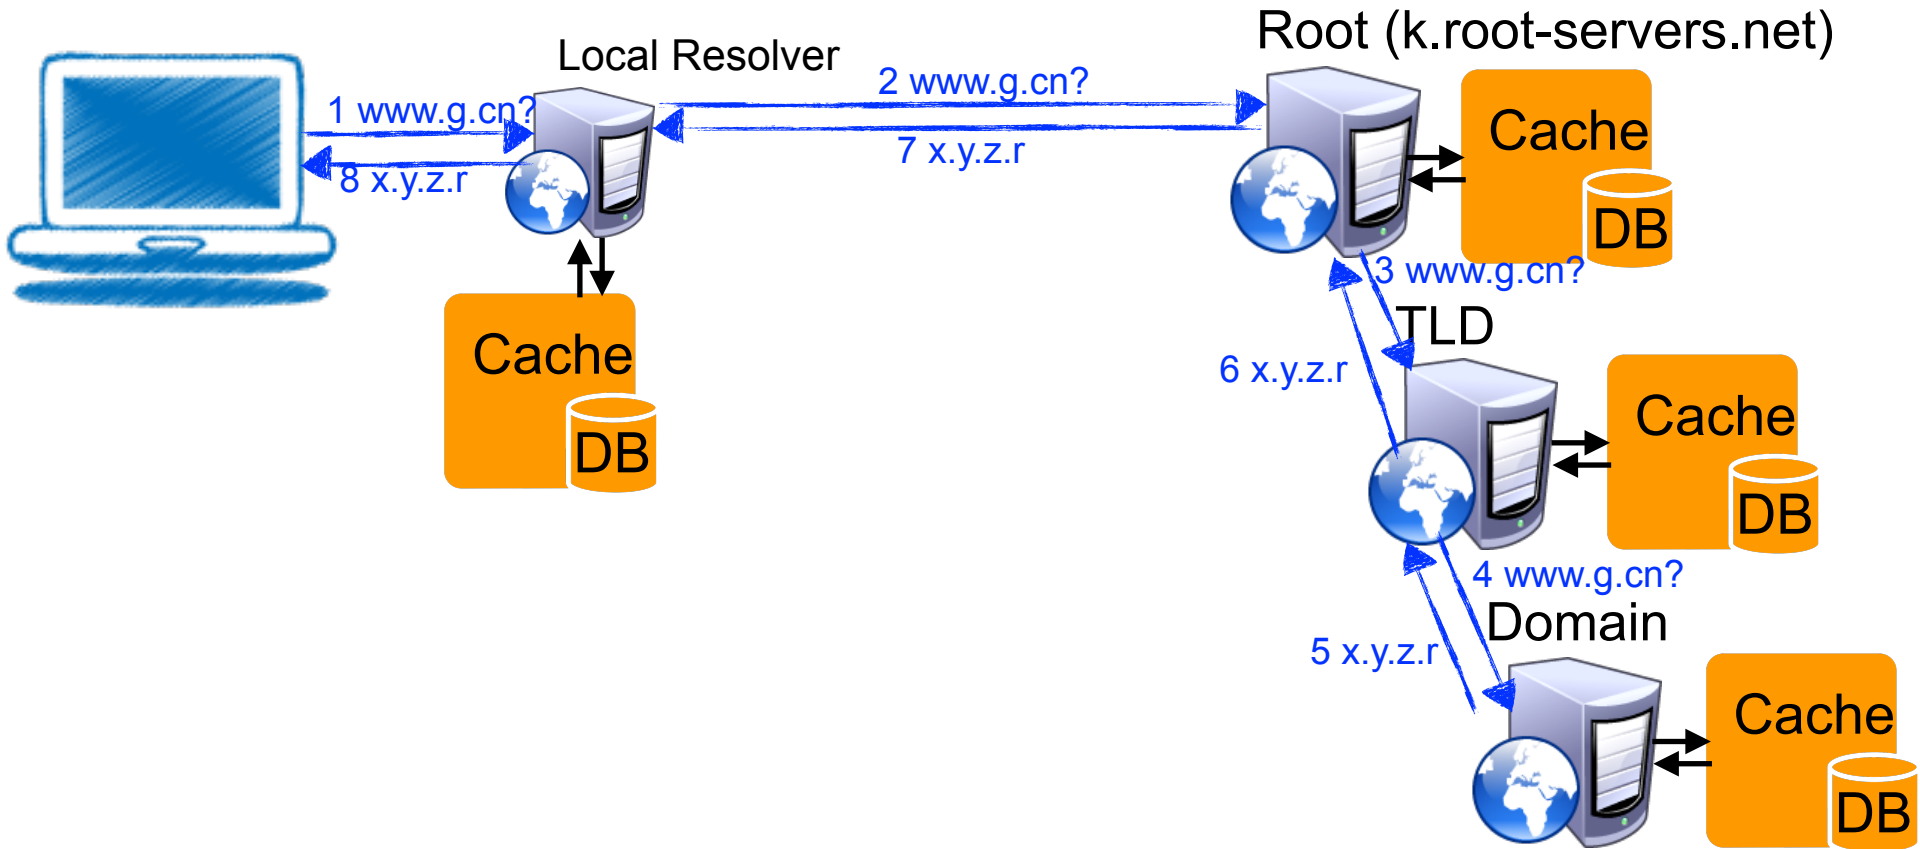 Root (k.root-servers.net)
Local Resolver
2 www.g.cn?
1 www.g.cn?
7 x.y.z.r
8 x.y.z.r
Cache
DB
3 www.g.cn?
TLD
Cache
DB
6 x.y.z.r
Cache
DB
4 www.g.cn?
Domain
5 x.y.z.r
Cache
DB